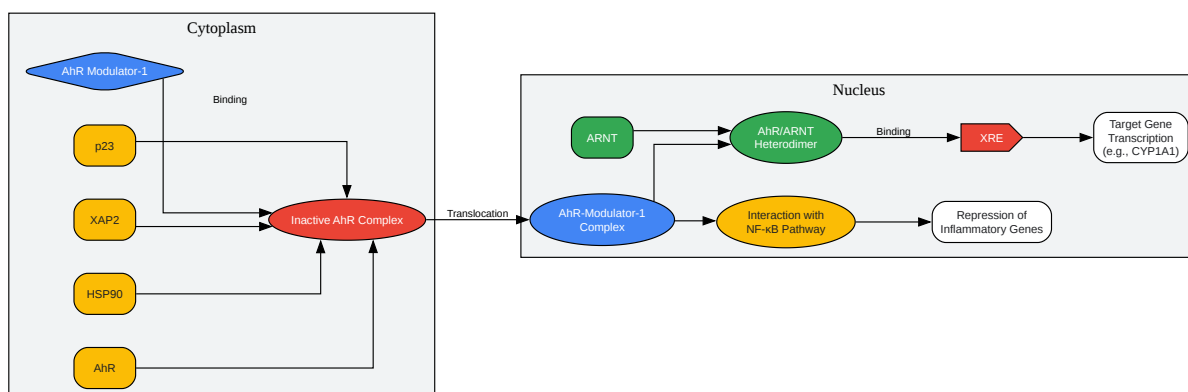 Cytoplasm
AhR Modulator-1
Binding
p23
XAP2
HSP90
AhR
Inactive AhR Complex
Translocation
Nucleus
ARNT
AhR/ARNT
Heterodimer
Binding
XRE
Target Gene
Transcription
(e.g., CYP1A1)
AhR-Modulator-1
Complex
Interaction with
NF-κB Pathway
Repression of
Inflammatory Genes